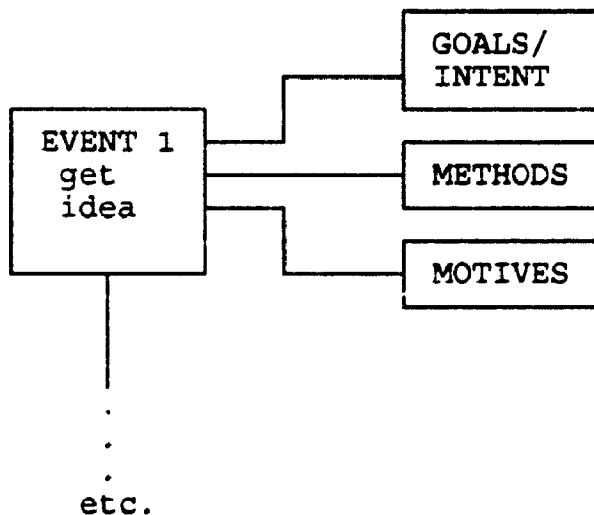 GOALS/
INTENT
EVENT 1
get
idea
METHODS
MOTIVES
.
.
.
etc.